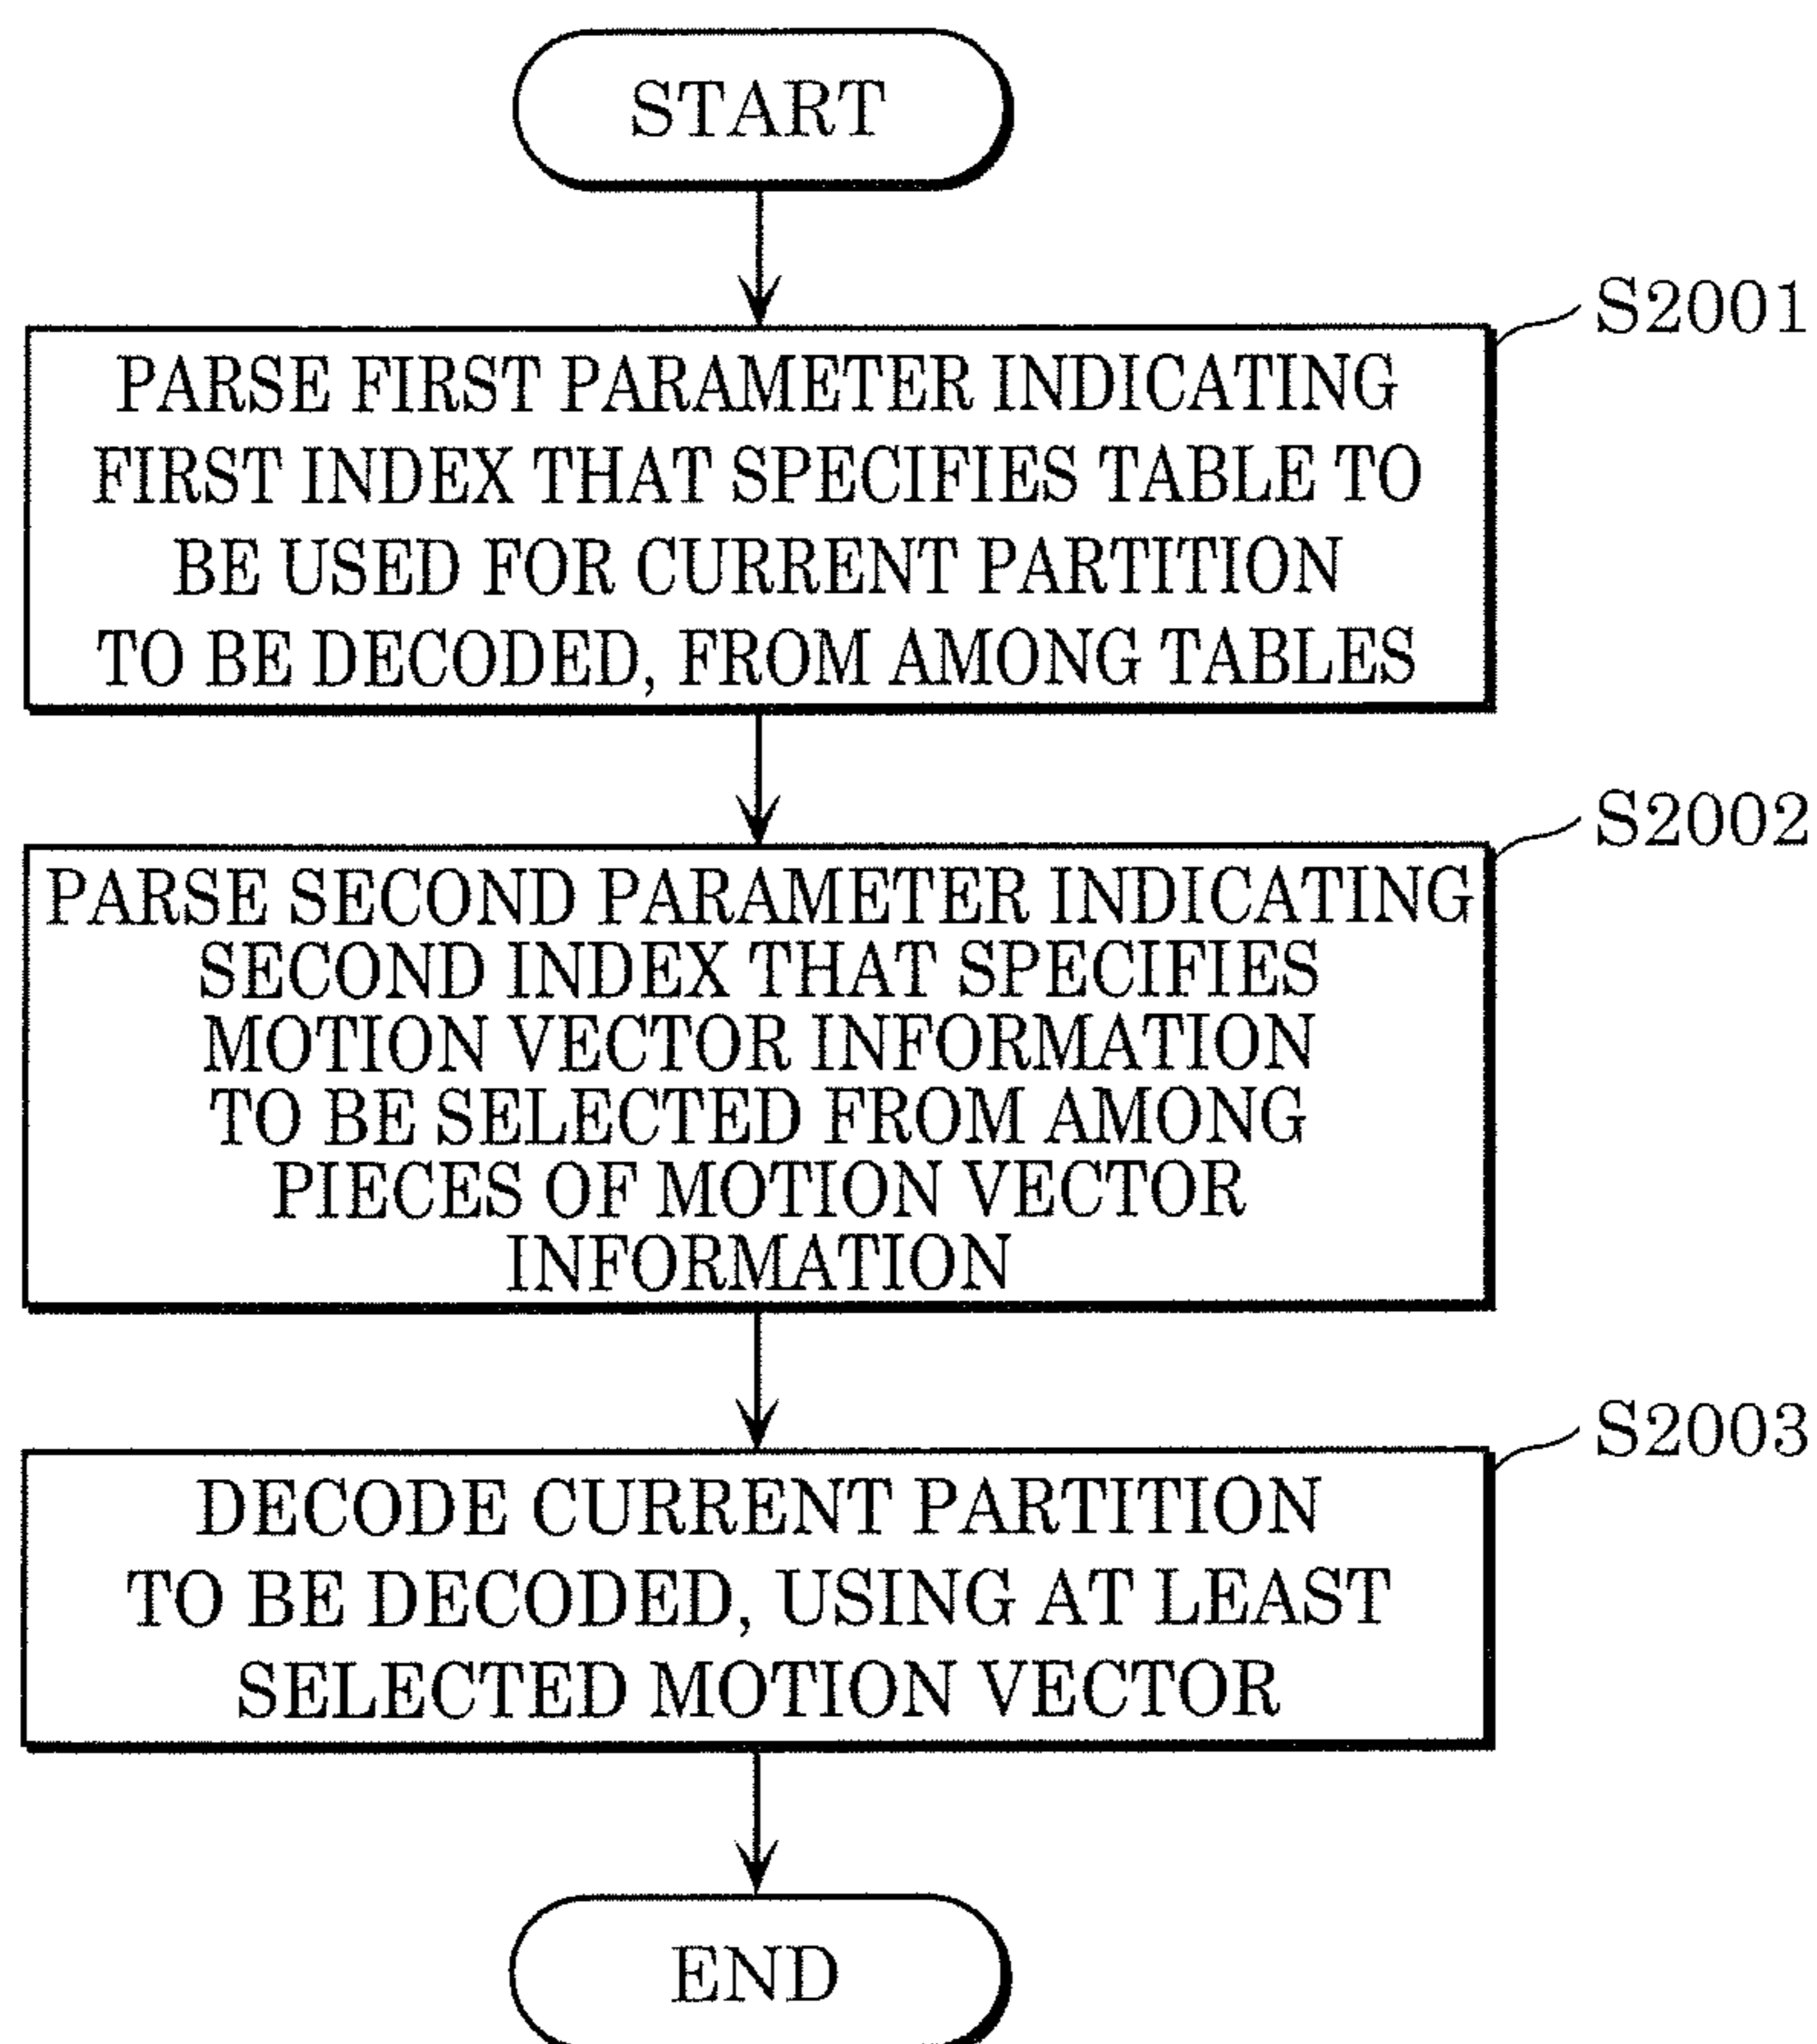 START
S2001
PARSE FIRST PARAMETER INDICATING
FIRST INDEX THAT SPECIFIES TABLE TO
BE USED FOR CURRENT PARTITION
TO BE DECODED, FROM AMONG TABLES
S2002
PARSE SECOND PARAMETER INDICATING
SECOND INDEX THAT SPECIFIES
MOTION VECTOR INFORMATION
TO BE SELECTED FROM AMONG
PIECES OF MOTION VECTOR
INFORMATION
S2003
DECODE CURRENT PARTITION
TO BE DECODED, USING AT LEAST
SELECTED MOTION VECTOR
END